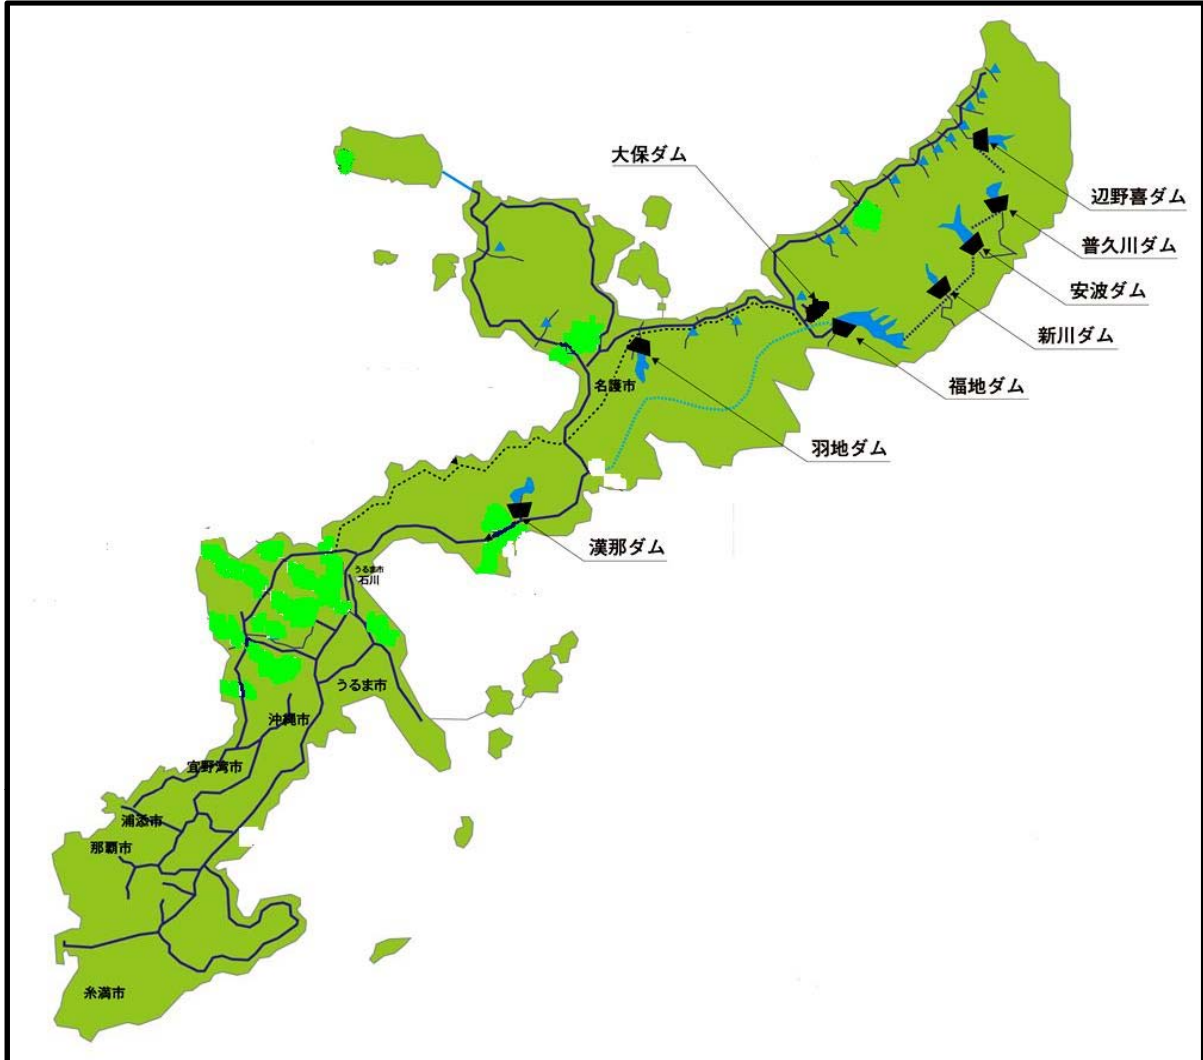 大保ダム
辺野喜ダム
普久川ダム
安波ダム
新川ダム
福地ダム
名護市
羽地ダム
漢那ダム
うるま市
石川
うるま市
沖縄市
宜野湾市
浦添市
那覇市
糸満市